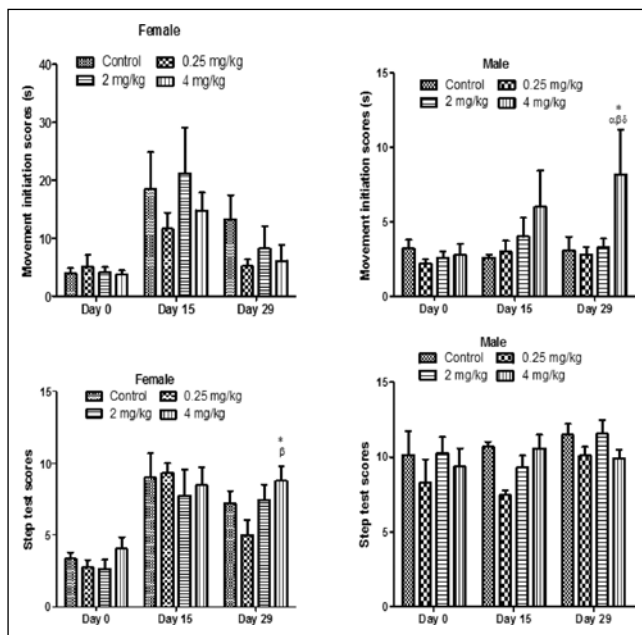 Female
Control 0.25 mg/kg
2 mg/kg 4 mg/kg
Movement initiation scores (s)
40
30
20
10
0
Day 0 Day 15 Day 29
Male
Control 0.25 mg/kg
2 mg/kg 4 mg/kg
Movement initiation scores (s)
15
10
5
0
*
αβδ
Day 0 Day 15 Day 29
Female
Control 0.25 mg/kg
2 mg/kg 4 mg/kg
Step test scores
15
10
5
0
*
β
Day 0 Day 15 Day 29
Male
Control 0.25 mg/kg
2 mg/kg 4 mg/kg
Step test scores
15
10
5
0
Day 0 Day 15 Day 29